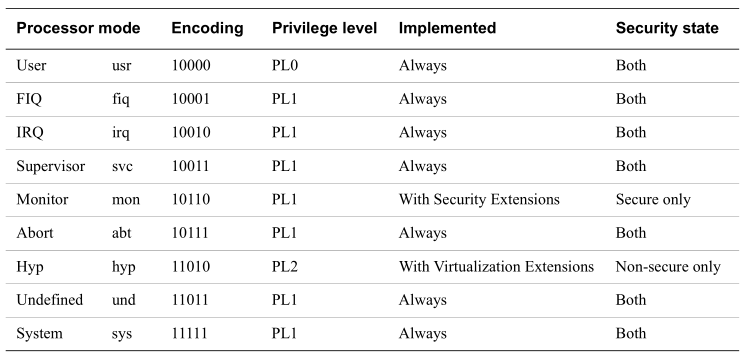 Processor mode Encoding Privilege level Implemented Security state
User usr 10000 PL0 Always Both
FIQ fiq 10001 PL1 Always Both
IRQ irq 10010 PL1 Always Both
Supervisor svc 10011 PL1 Always Both
Monitor mon 10110 PL1 With Security Extensions Secure only
Abort abt 10111 PL1 Always Both
Hyp hyp 11010 PL2 With Virtualization Extensions Non-secure only
Undefined und 11011 PL1 Always Both
System sys 11111 PL1 Always Both